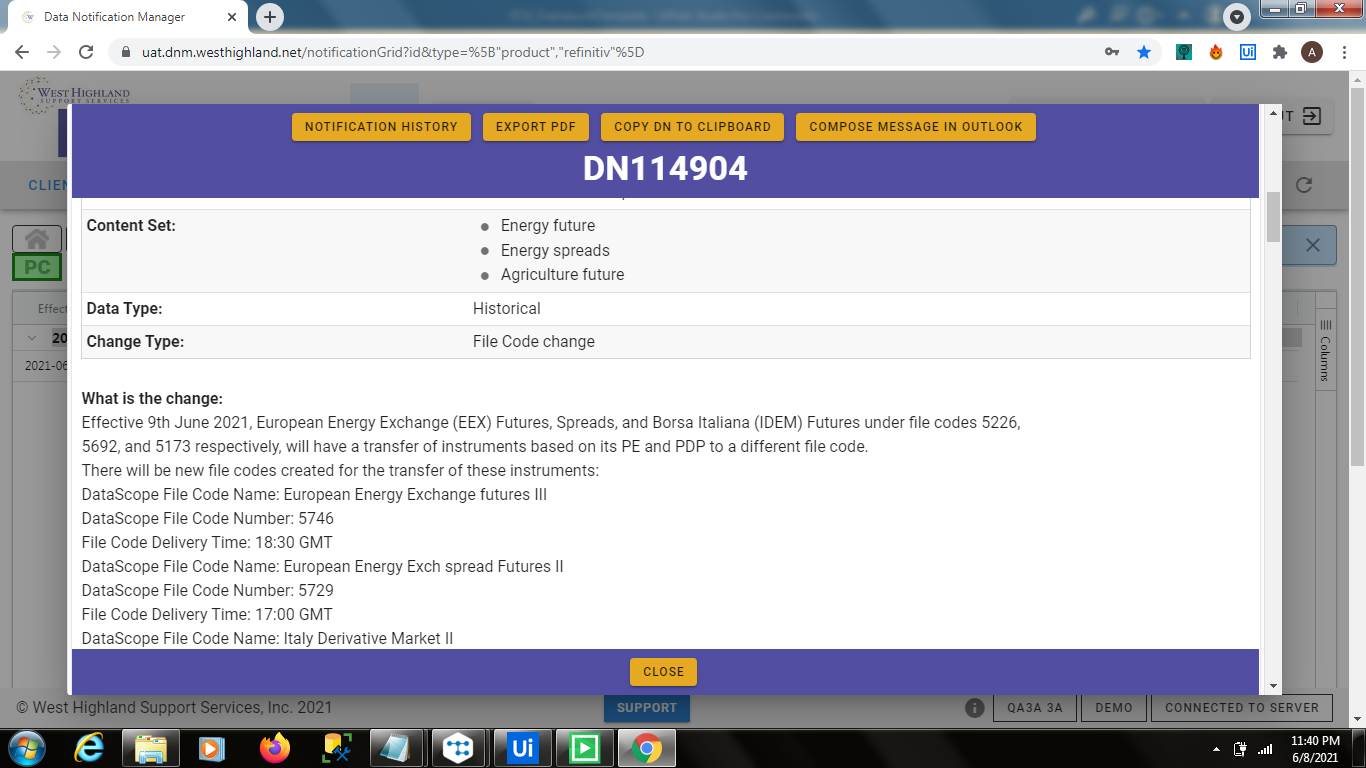 Data Notification Manager
uat.dnm.westhighland.net/notificationGrid?id&type=%5B"product","refinitiv"%5D
Ui
A
WEST HIGHLAND
SUPPORT SERVICES
NOTIFICATION HISTORY
EXPORT PDF
COPY DN TO CLIPBOARD
COMPOSE MESSAGE IN OUTLOOK
DN114904
CLIEN
PC
Effect
20
2021-06
Columns
Content Set:
Energy future
Energy spreads
Agriculture future
Data Type: Historical
Change Type: File Code change
What is the change:
Effective 9th June 2021, European Energy Exchange (EEX) Futures, Spreads, and Borsa Italiana (IDEM) Futures under file codes 5226,
5692, and 5173 respectively, will have a transfer of instruments based on its PE and PDP to a different file code.
There will be new file codes created for the transfer of these instruments:
DataScope File Code Name: European Energy Exchange futures III
DataScope File Code Number: 5746
File Code Delivery Time: 18:30 GMT
DataScope File Code Name: European Energy Exch spread Futures II
DataScope File Code Number: 5729
File Code Delivery Time: 17:00 GMT
DataScope File Code Name: Italy Derivative Market II
CLOSE
© West Highland Support Services, Inc. 2021
SUPPORT
QA3A 3A
DEMO
CONNECTED TO SERVER
Ui
11:40 PM
6/8/2021